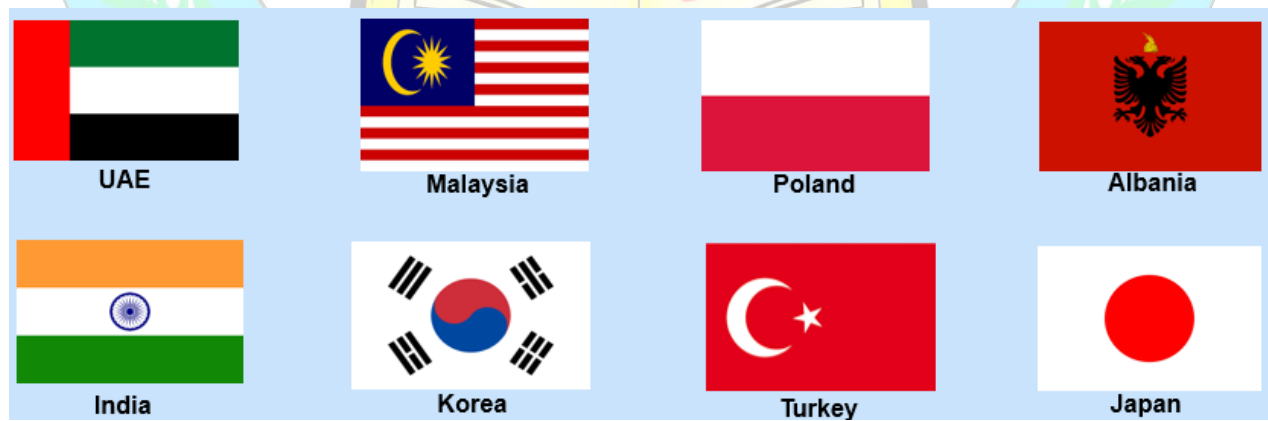 UAE
Malaysia
Poland
Albania
India
Korea
Turkey
Japan